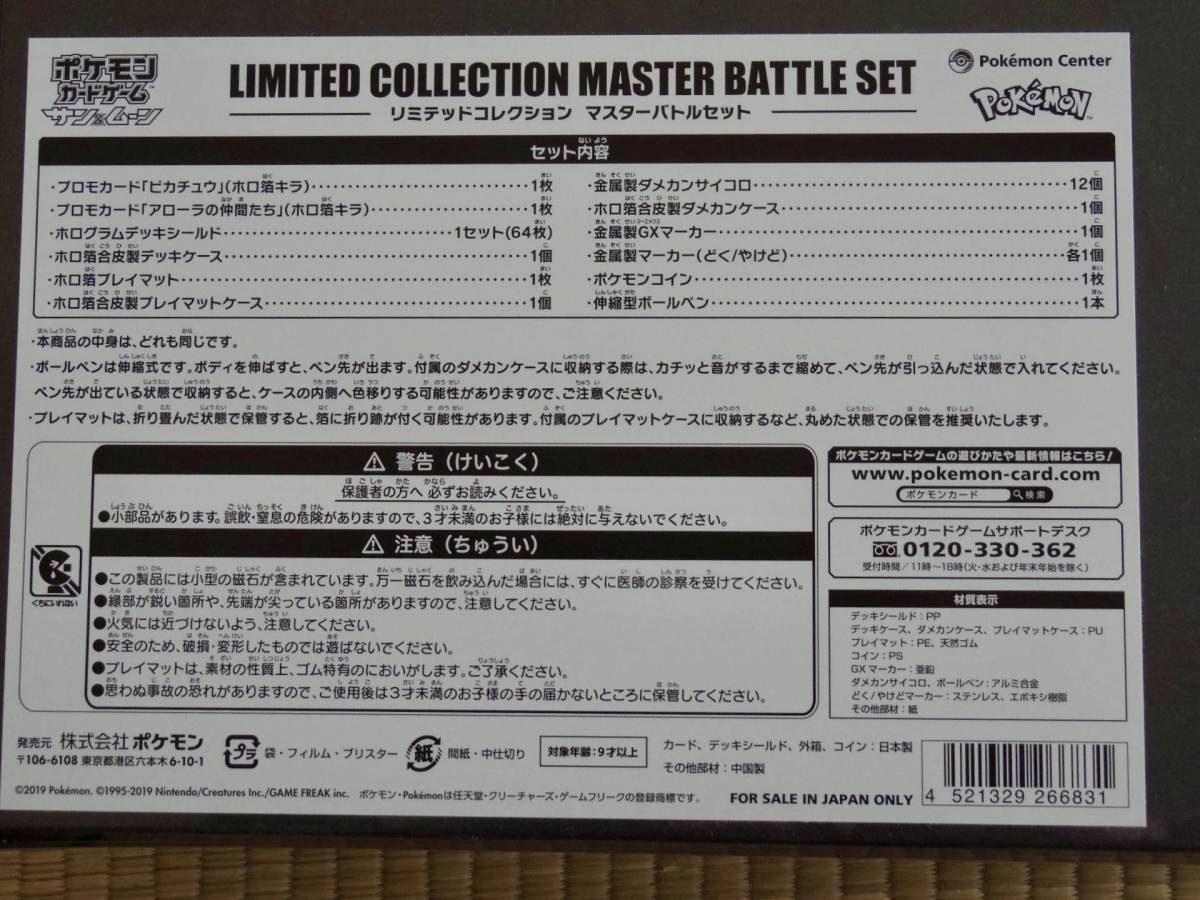 ポケモン
カードゲーム
サン&ムーン
LIMITED COLLECTION MASTER BATTLE SET
リミテッドコレクション マスターバトルセット
Pokémon Center
POKéMON
セット内容
・プロモカード「ピカチュウ」(ホロ箔キラ)…………1枚
・プロモカード「アローラの仲間たち」(ホロ箔キラ)…………1枚
・ホログラムデッキシールド…………1セット(64枚)
・ホロ箔合皮製デッキケース…………1個
・ホロ箔プレイマット…………1枚
・ホロ箔合皮製プレイマットケース…………1個
・金属製ダメカンサイコロ…………12個
・ホロ箔合皮製ダメカンケース…………1個
・金属製GXマーカー…………1個
・金属製マーカー(どく/やけど)…………各1個
・ポケモンコイン…………1枚
・伸縮型ボールペン…………1本
・本商品の中身は、どれも同じです。
・ボールペンは伸縮式です。ボディを伸ばすと、ペン先が出ます。付属のダメカンケースに収納する際は、カチッと音がするまで縮めて、ペン先が引っ込んだ状態で入れてください。
ペン先が出ている状態で収納すると、ケースの内側へ色移りする可能性がありますので、ご注意ください。
・プレイマットは、折り畳んだ状態で保管すると、箔に折り跡が付く可能性があります。付属のプレイマットケースに収納するなど、丸めた状態での保管を推奨いたします。
くちにいれない
⚠ 警告(けいこく)
保護者の方へ 必ずお読みください。
●小部品があります。誤飲・窒息の危険がありますので、3才未満のお子様には絶対に与えないでください。
⚠ 注意(ちゅうい)
●この製品には小型の磁石が含まれています。万一磁石を飲み込んだ場合には、すぐに医師の診察を受けてください。
●縁部が鋭い箇所や、先端が尖っている箇所がありますので、注意してください。
●火気には近づけないよう、注意してください。
●安全のため、破損・変形したものでは遊ばないでください。
●プレイマットは、素材の性質上、ゴム特有のにおいがします。ご了承ください。
●思わぬ事故の恐れがありますので、ご使用後は3才未満のお子様の手の届かないところに保管してください。
ポケモンカードゲームの遊びかたや最新情報はこちら!
www.pokemon-card.com
ポケモンカード 検索
ポケモンカードゲームサポートデスク
0120-330-362
受付時間/11時〜18時(火・水および年末年始を除く)
材質表示
デッキシールド:PP
デッキケース、ダメカンケース、プレイマットケース:PU
プレイマット:PE、天然ゴム
コイン:PS
GXマーカー:亜鉛
ダメカンサイコロ、ボールペン:アルミ合金
どく/やけどマーカー:ステンレス、エポキシ樹脂
その他部材:紙
発売元 株式会社 ポケモン
〒106-6108 東京都港区六本木6-10-1
プラ 袋・フィルム・ブリスター
紙 間紙・中仕切り
対象年齢:9才以上
カード、デッキシールド、外箱、コイン:日本製
その他部材:中国製
©2019 Pokémon. ©1995-2019 Nintendo/Creatures Inc./GAME FREAK inc.
ポケモン・Pokémonは任天堂・クリーチャーズ・ゲームフリークの登録商標です。
FOR SALE IN JAPAN ONLY
4 521329 266831